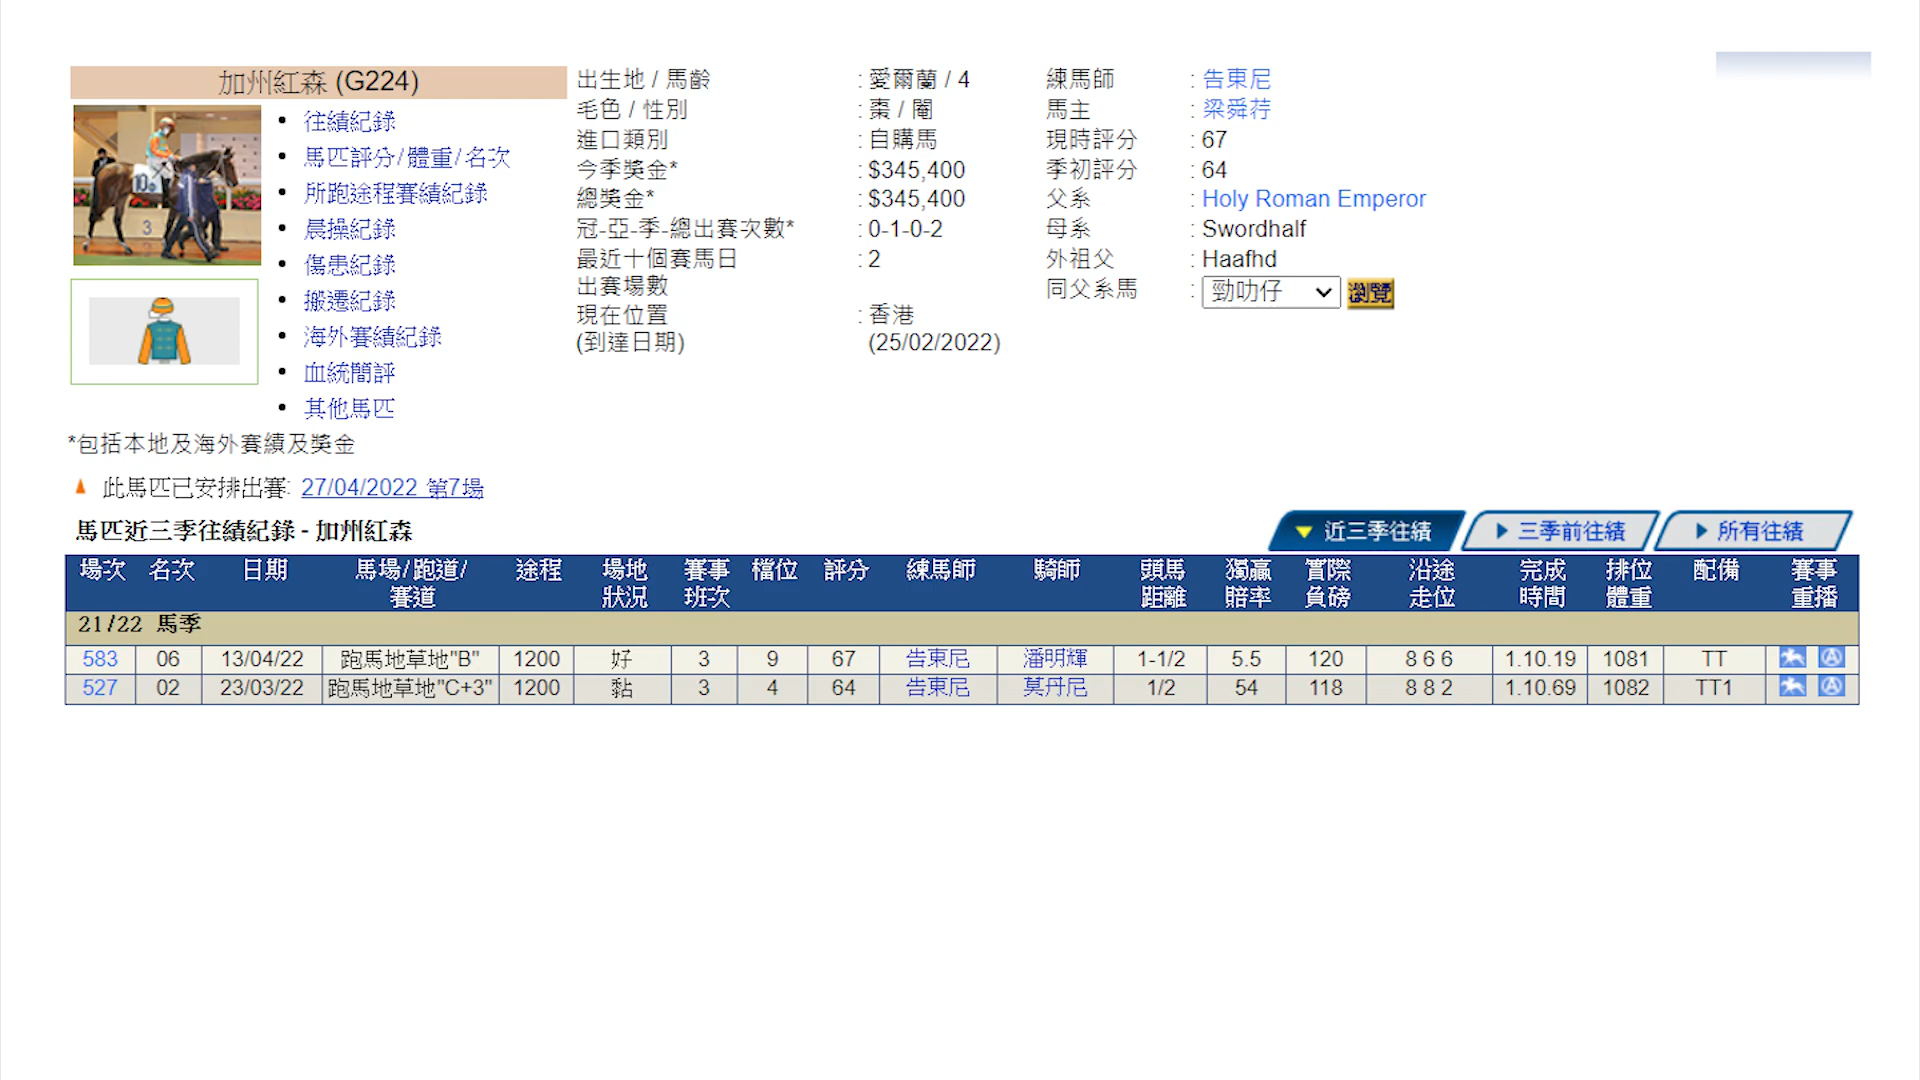 加州紅森 (G224)
往績紀錄
馬匹評分/體重/名次
所跑途程賽績紀錄
晨操紀錄
傷患紀錄
搬遷紀錄
海外賽績紀錄
血統簡評
其他馬匹
出生地 / 馬齡 : 愛爾蘭 / 4
毛色 / 性別 : 棗 / 閹
進口類別 : 自購馬
今季獎金* : $345,400
總獎金* : $345,400
冠-亞-季-總出賽次數* : 0-1-0-2
最近十個賽馬日 : 2
出賽場數
現在位置 : 香港
(到達日期) (25/02/2022)
練馬師 : 告東尼
馬主 : 梁舜荇
現時評分 : 67
季初評分 : 64
父系 : Holy Roman Emperor
母系 : Swordhalf
外祖父 : Haafhd
同父系馬 : 勁叻仔 瀏覽
*包括本地及海外賽績及獎金
此馬匹已安排出賽: 27/04/2022 第7場
馬匹近三季往績紀錄 - 加州紅森
近三季往績 三季前往績 所有往績
場次 名次 日期 馬場/跑道/賽道 途程 場地狀況 賽事班次 檔位 評分 練馬師 騎師 頭馬距離 獨贏賠率 實際負磅 沿途走位 完成時間 排位體重 配備 賽事重播
21/22 馬季
583 06 13/04/22 跑馬地草地"B" 1200 好 3 9 67 告東尼 潘明輝 1-1/2 5.5 120 8 6 6 1.10.19 1081 TT
527 02 23/03/22 跑馬地草地"C+3" 1200 黏 3 4 64 告東尼 莫丹尼 1/2 54 118 8 8 2 1.10.69 1082 TT1